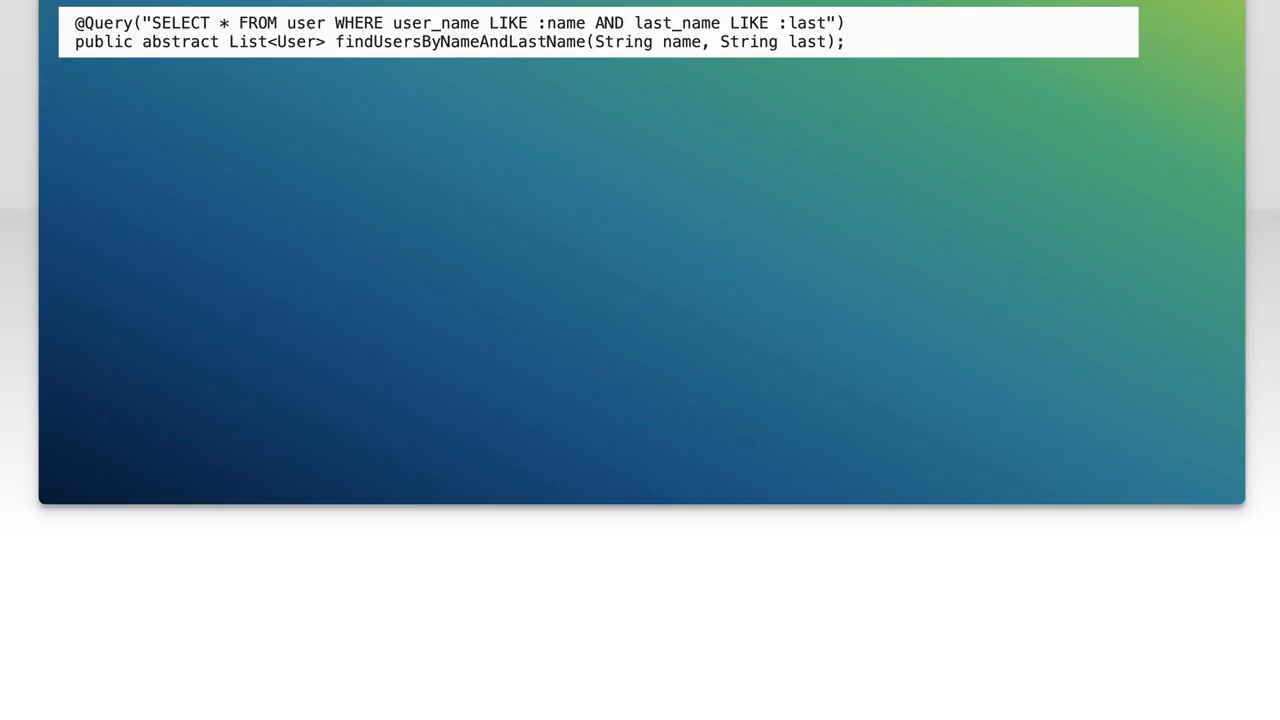 @Query("SELECT * FROM user WHERE user_name LIKE :name AND last_name LIKE :last")
public abstract List<User> findUsersByNameAndLastName(String name, String last);